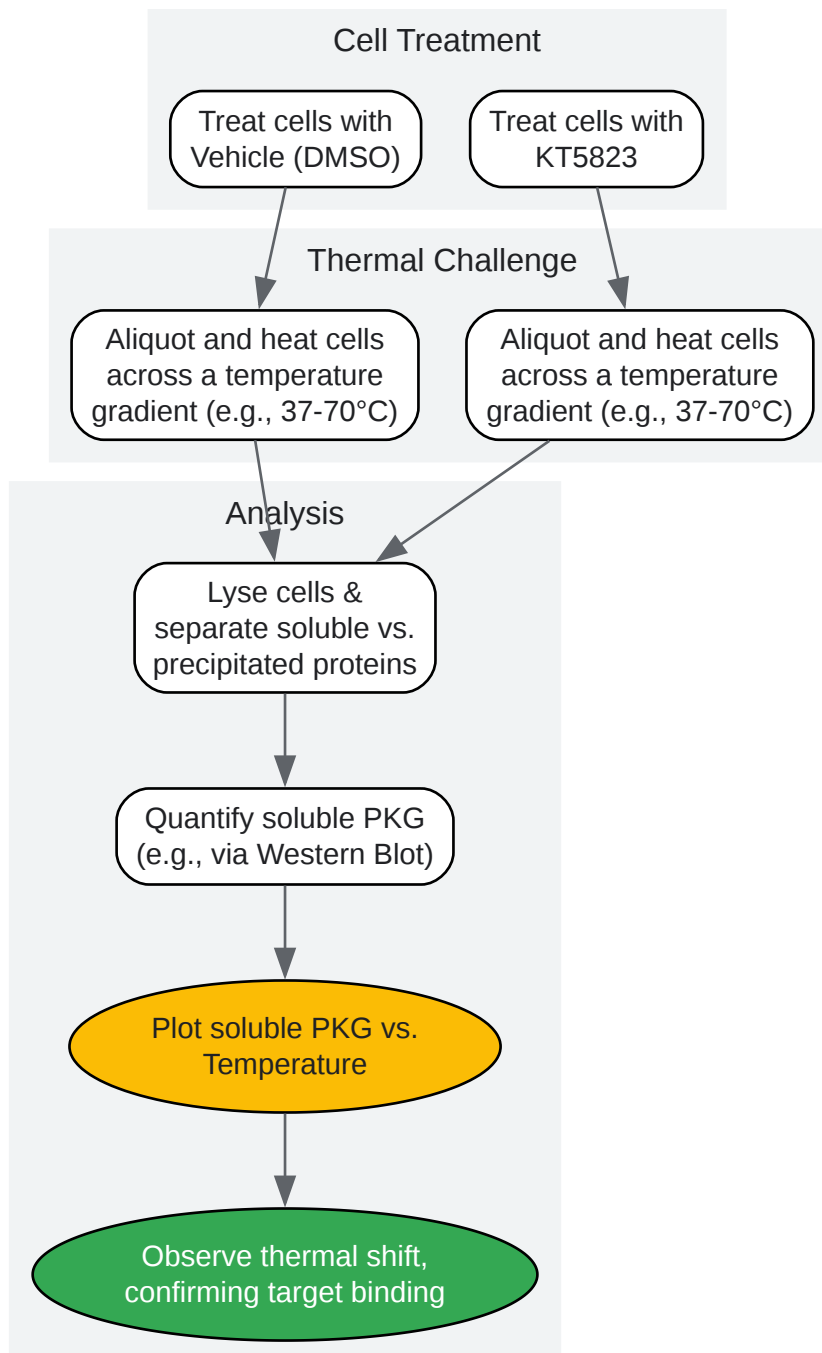 Cell Treatment
Treat cells with
Vehicle (DMSO)
Treat cells with
KT5823
Thermal Challenge
Aliquot and heat cells
across a temperature
gradient (e.g., 37-70°C)
Aliquot and heat cells
across a temperature
gradient (e.g., 37-70°C)
Analysis
Lyse cells &
separate soluble vs.
precipitated proteins
Quantify soluble PKG
(e.g., via Western Blot)
Plot soluble PKG vs.
Temperature
Observe thermal shift,
confirming target binding